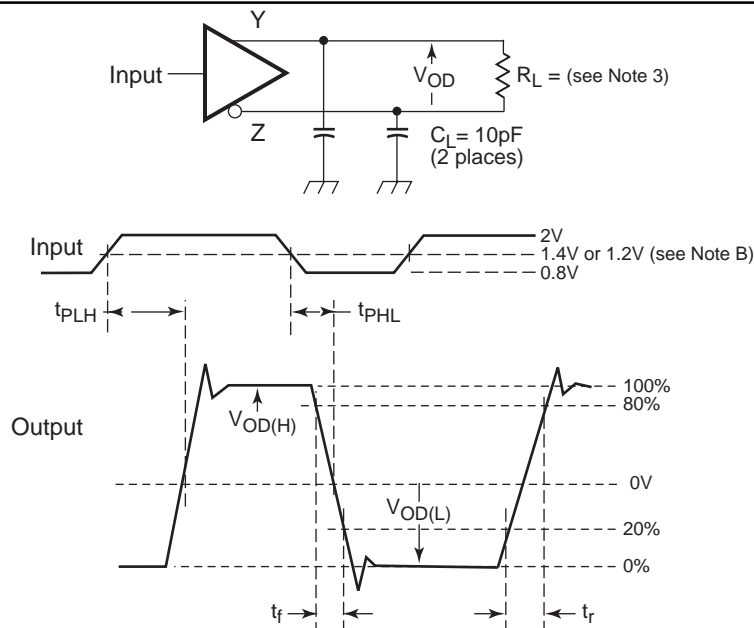 Y
Input
V_OD
R_L = (see Note 3)
Z
C_L = 10pF
(2 places)
Input
2V
1.4V or 1.2V (see Note B)
0.8V
t_PLH
t_PHL
100%
80%
V_OD(H)
Output
0V
V_OD(L)
20%
0%
t_f
t_r